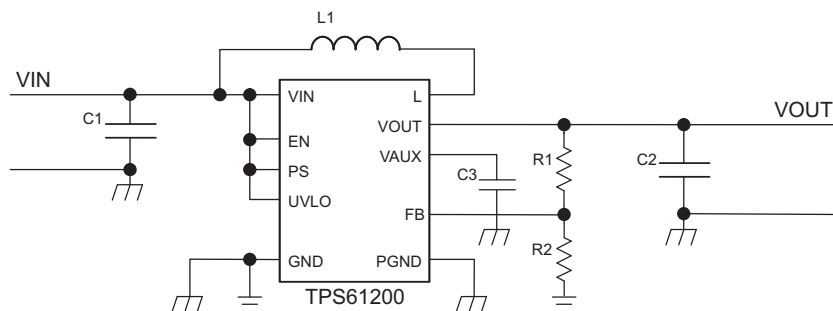 L1
VIN
VIN
L
VOUT
C1
VOUT
EN
VAUX
R1
C2
PS
C3
UVLO
FB
R2
GND
PGND
TPS61200